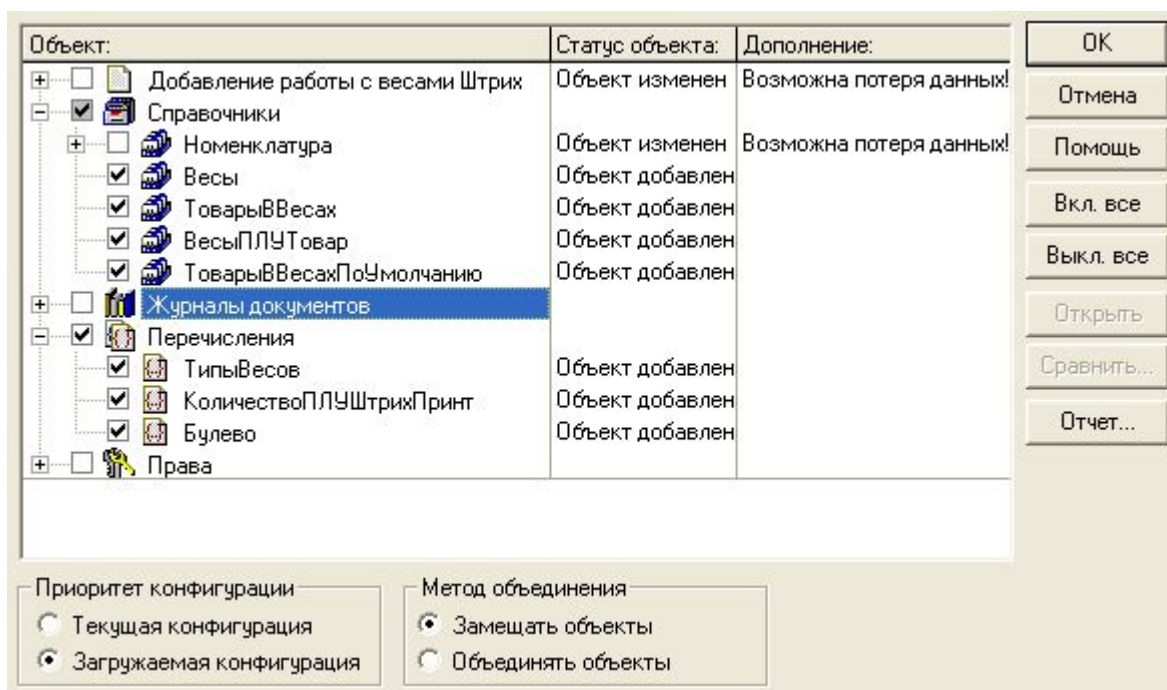 Объект: Статус объекта: Дополнение:
Добавление работы с весами Штрих Объект изменен Возможна потеря данных!
Справочники
Номенклатура Объект изменен Возможна потеря данных!
Весы Объект добавлен
ТоварыВВесах Объект добавлен
ВесыПЛУТовар Объект добавлен
ТоварыВВесахПоУмолчанию Объект добавлен
Журналы документов
Перечисления
ТипыВесов Объект добавлен
КоличествоПЛУШтрихПринт Объект добавлен
Булево Объект добавлен
Права
OK
Отмена
Помощь
Вкл. все
Выкл. все
Открыть
Сравнить...
Отчет...
Приоритет конфигурации
Текущая конфигурация
Загружаемая конфигурация
Метод объединения
Замещать объекты
Объединять объекты